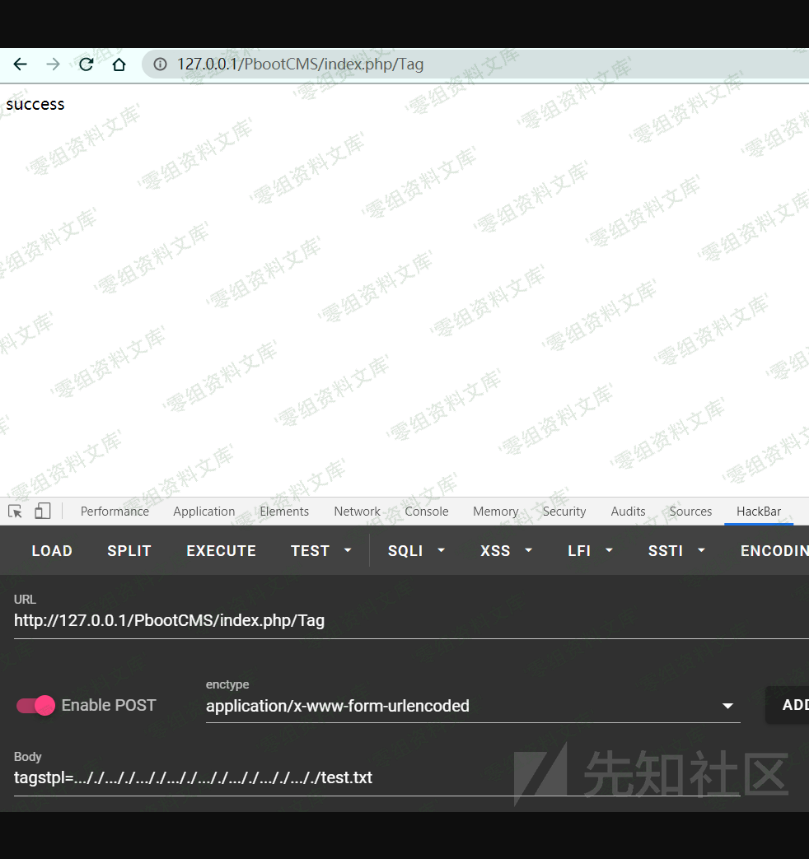 127.0.0.1/PbootCMS/index.php/Tag
success
'零组资料文库'
Performance Application Elements Network Console Memory Security Audits Sources HackBar
LOAD SPLIT EXECUTE TEST SQLI XSS LFI SSTI ENCODIN
URL
http://127.0.0.1/PbootCMS/index.php/Tag
enctype
Enable POST application/x-www-form-urlencoded ADD
Body
tagstpl=..././..././..././..././..././..././..././..././test.txt
先知社区